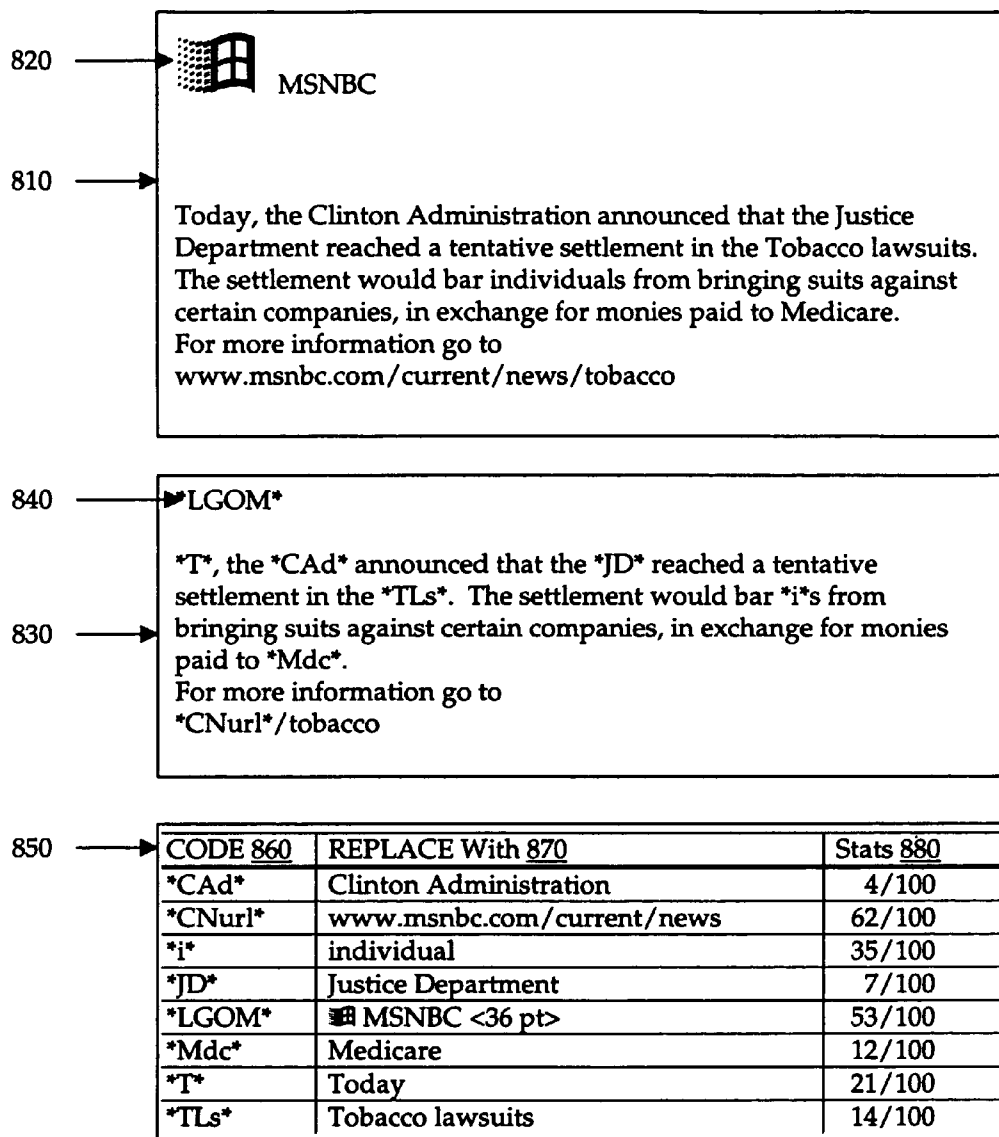 820
MSNBC
810
Today, the Clinton Administration announced that the Justice
Department reached a tentative settlement in the Tobacco lawsuits.
The settlement would bar individuals from bringing suits against
certain companies, in exchange for monies paid to Medicare.
For more information go to
www.msnbc.com/current/news/tobacco
840
*LGOM*
*T*, the *CAd* announced that the *JD* reached a tentative
settlement in the *TLs*. The settlement would bar *i*s from
830
bringing suits against certain companies, in exchange for monies
paid to *Mdc*.
For more information go to
*CNurl*/tobacco
850
CODE 860 REPLACE With 870 Stats 880
*CAd* Clinton Administration 4/100
*CNurl* www.msnbc.com/current/news 62/100
*i* individual 35/100
*JD* Justice Department 7/100
*LGOM* MSNBC <36 pt> 53/100
*Mdc* Medicare 12/100
*T* Today 21/100
*TLs* Tobacco lawsuits 14/100